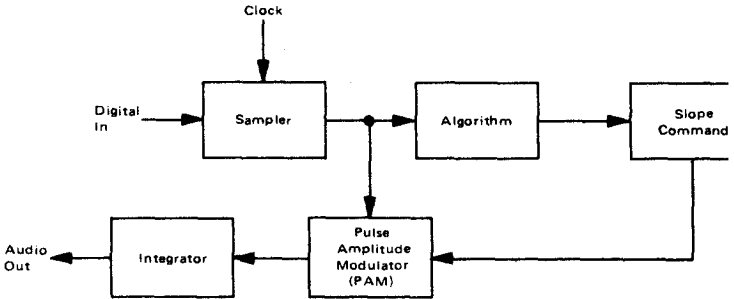 Clock
Digital
In
Sampler
Algorithm
Slope
Command
Audio
Out
Integrator
Pulse
Amplitude
Modulator
(PAM)